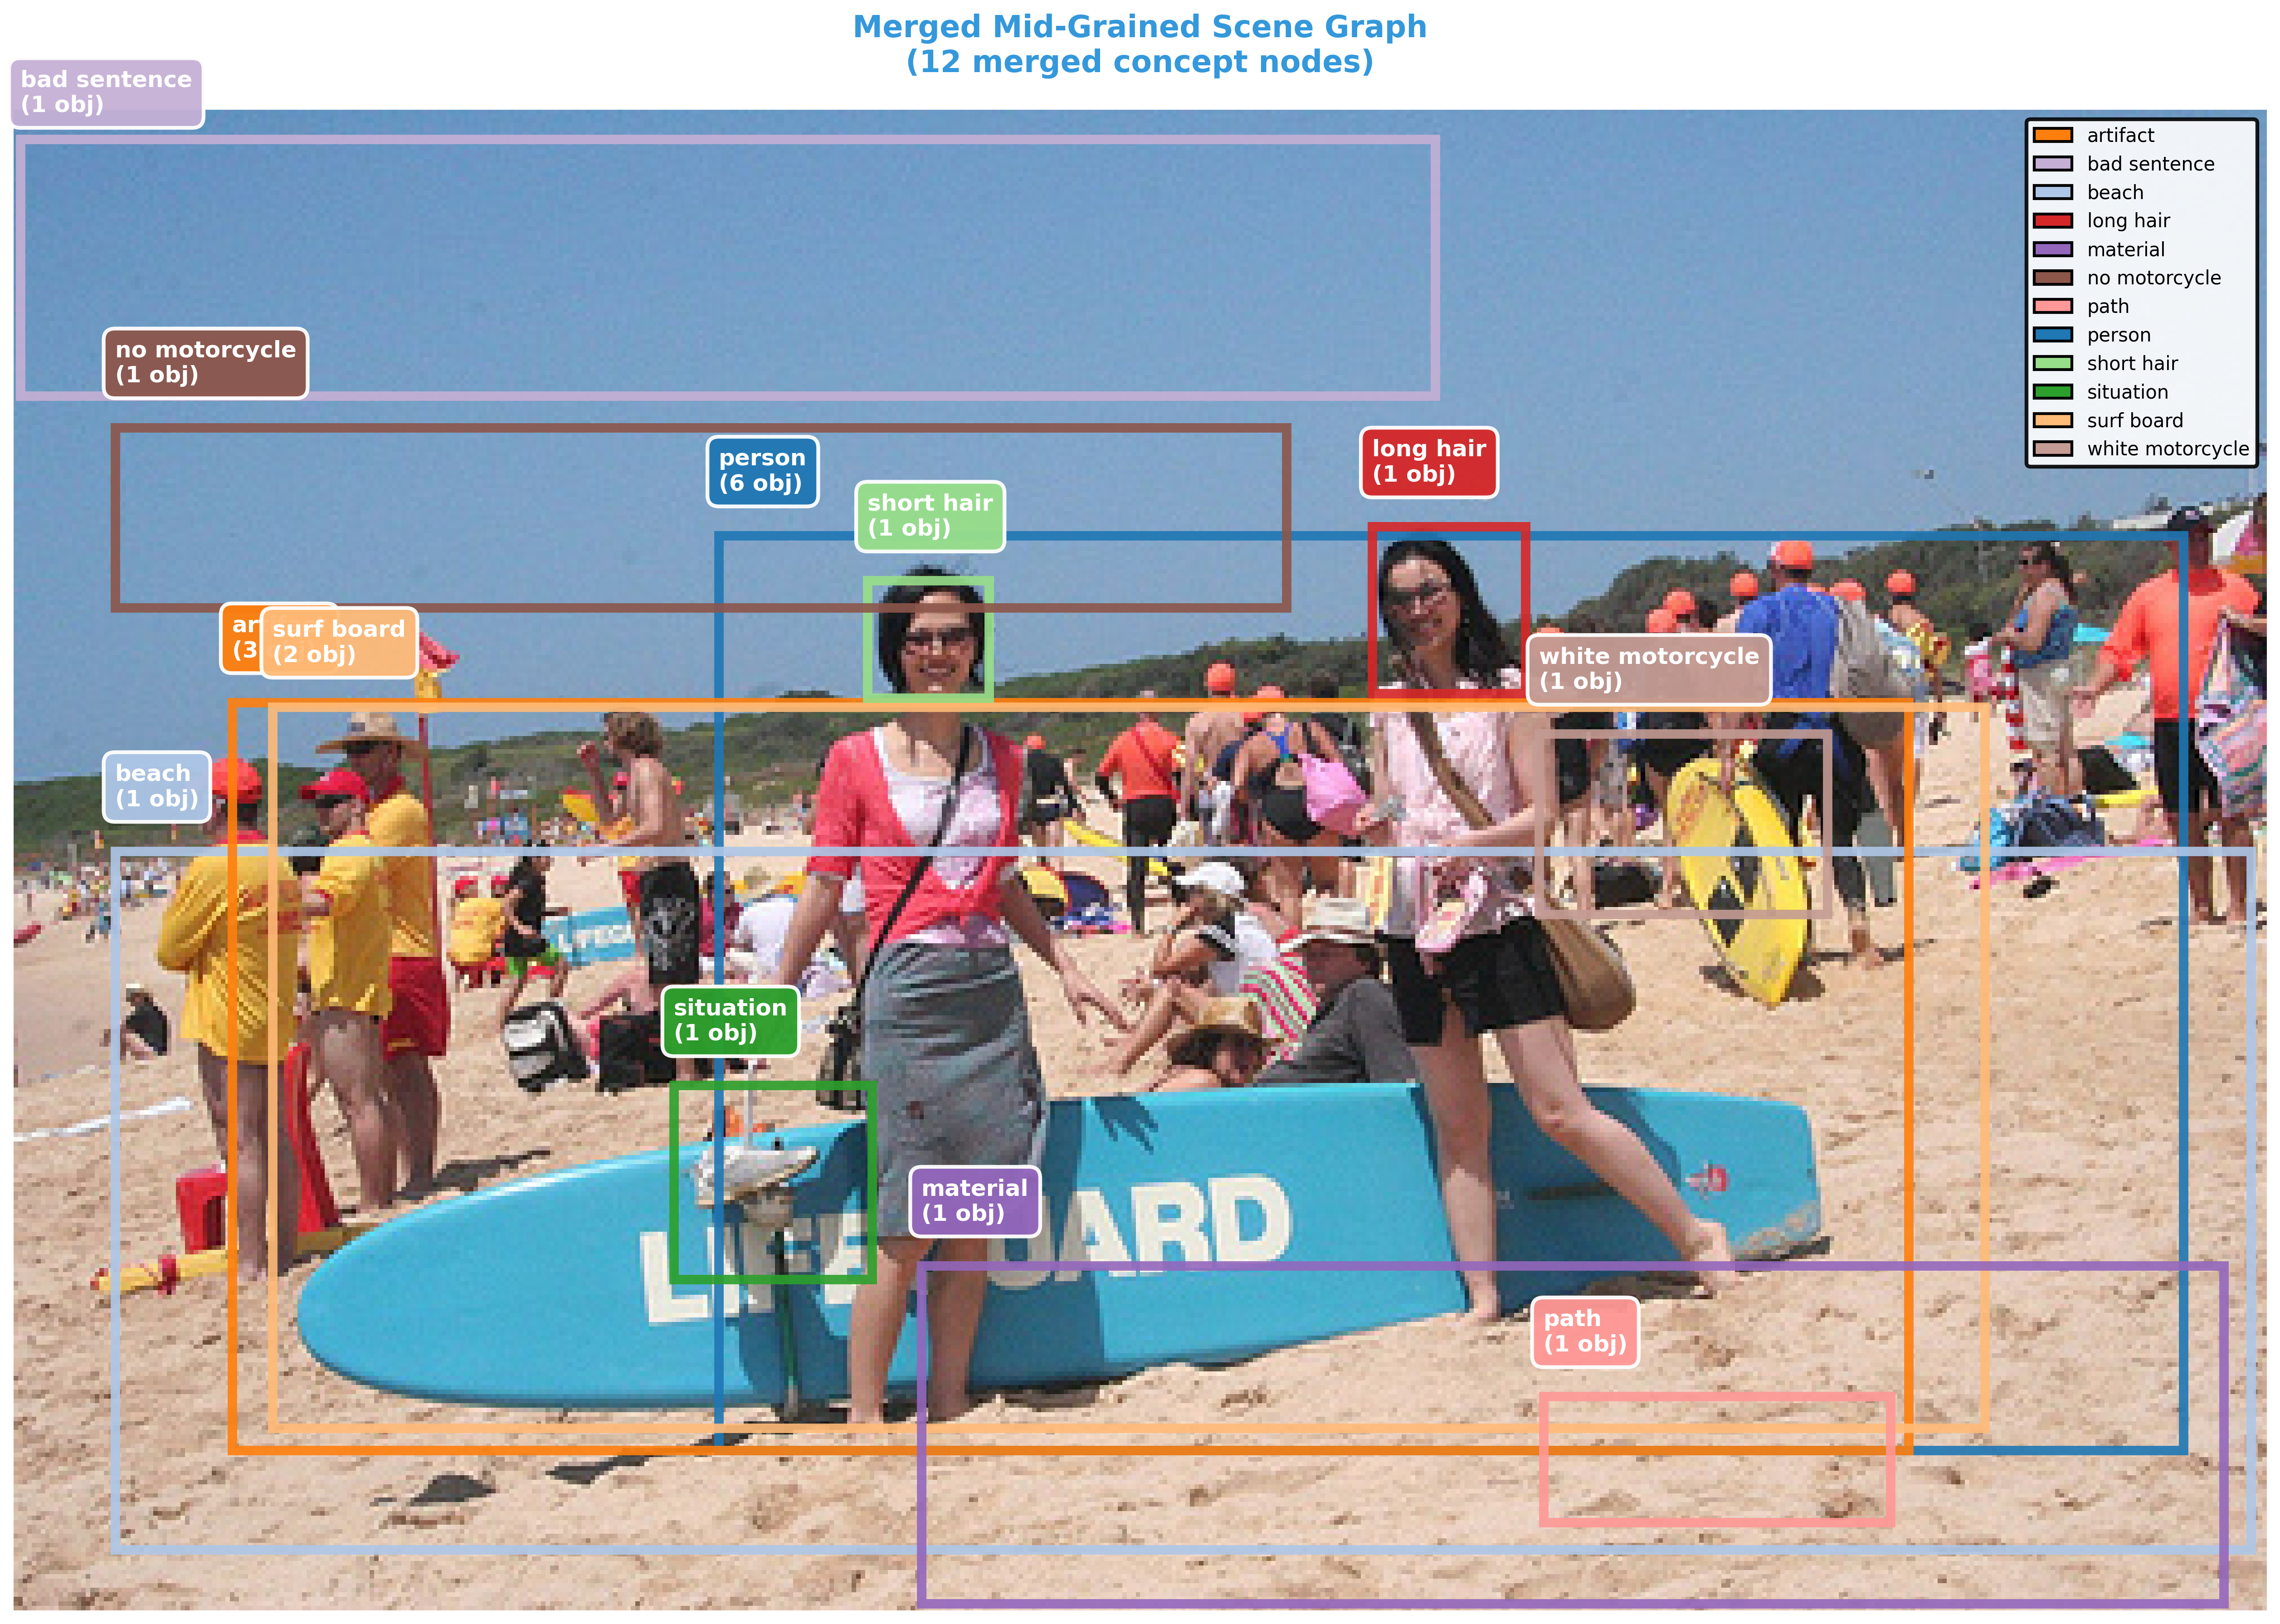 Merged Mid-Grained Scene Graph
(12 merged concept nodes)
bad sentence
(1 obj)
artifact
bad sentence
beach
long hair
material
no motorcycle
path
person
short hair
situation
surf board
white motorcycle
no motorcycle
(1 obj)
person
(6 obj)
long hair
(1 obj)
short hair
(1 obj)
surf board
(2 obj)
white motorcycle
(1 obj)
beach
(1 obj)
situation
(1 obj)
material
(1 obj)
path
(1 obj)